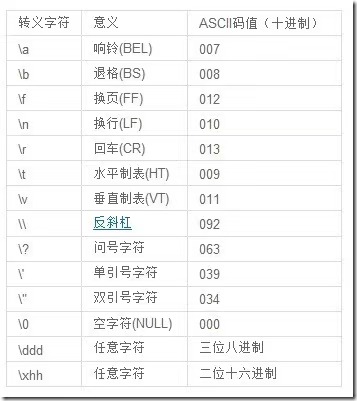 转义字符 意义 ASCII码值（十进制）
\a 响铃(BEL) 007
\b 退格(BS) 008
\f 换页(FF) 012
\n 换行(LF) 010
\r 回车(CR) 013
\t 水平制表(HT) 009
\v 垂直制表(VT) 011
\\ 反斜杠 092
\? 问号字符 063
\' 单引号字符 039
\" 双引号字符 034
\0 空字符(NULL) 000
\ddd 任意字符 三位八进制
\xhh 任意字符 二位十六进制